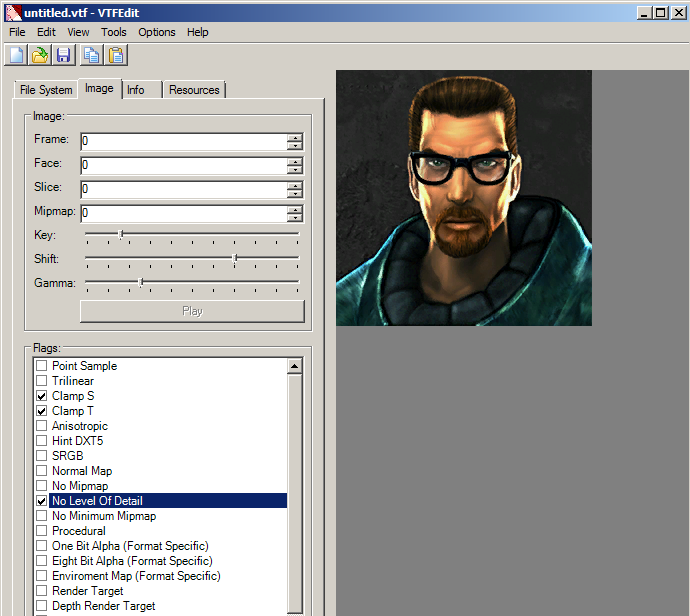 untitled.vtf - VTFEdit
File Edit View Tools Options Help
File System Image Info Resources
Image:
Frame: 0
Face: 0
Slice: 0
Mipmap: 0
Key:
Shift:
Gamma:
Play
Flags:
Point Sample
Trilinear
Clamp S
Clamp T
Anisotropic
Hint DXT5
SRGB
Normal Map
No Mipmap
No Level Of Detail
No Minimum Mipmap
Procedural
One Bit Alpha (Format Specific)
Eight Bit Alpha (Format Specific)
Enviroment Map (Format Specific)
Render Target
Depth Render Target